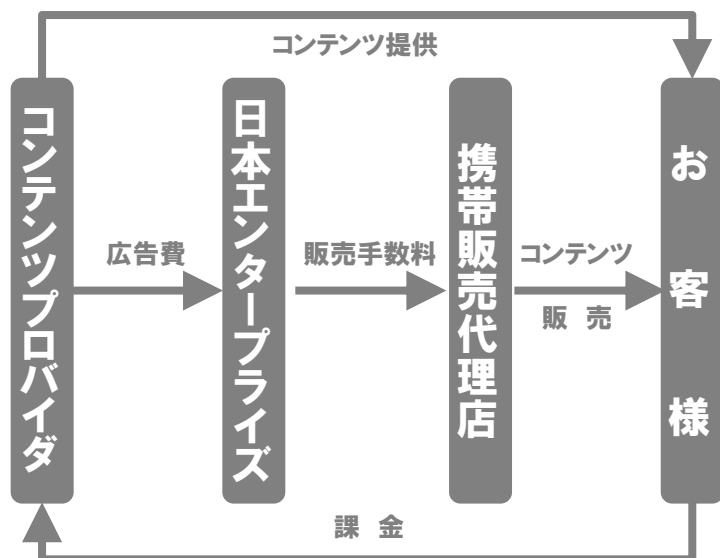 コンテンツ提供
コンテンツプロバイダ
広告費
日本エンタープライズ
販売手数料
携帯販売代理店
コンテンツ
販 売
お客様
課 金